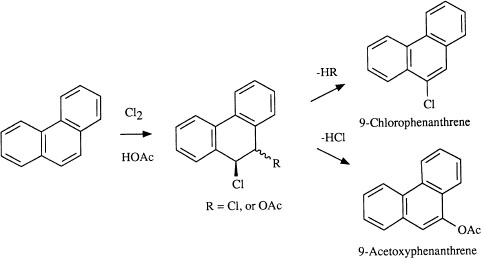 Cl2
HOAc
R
Cl
R = Cl, or OAc
-HR
-HCl
Cl
9-Chlorophenanthrene
OAc
9-Acetoxyphenanthrene